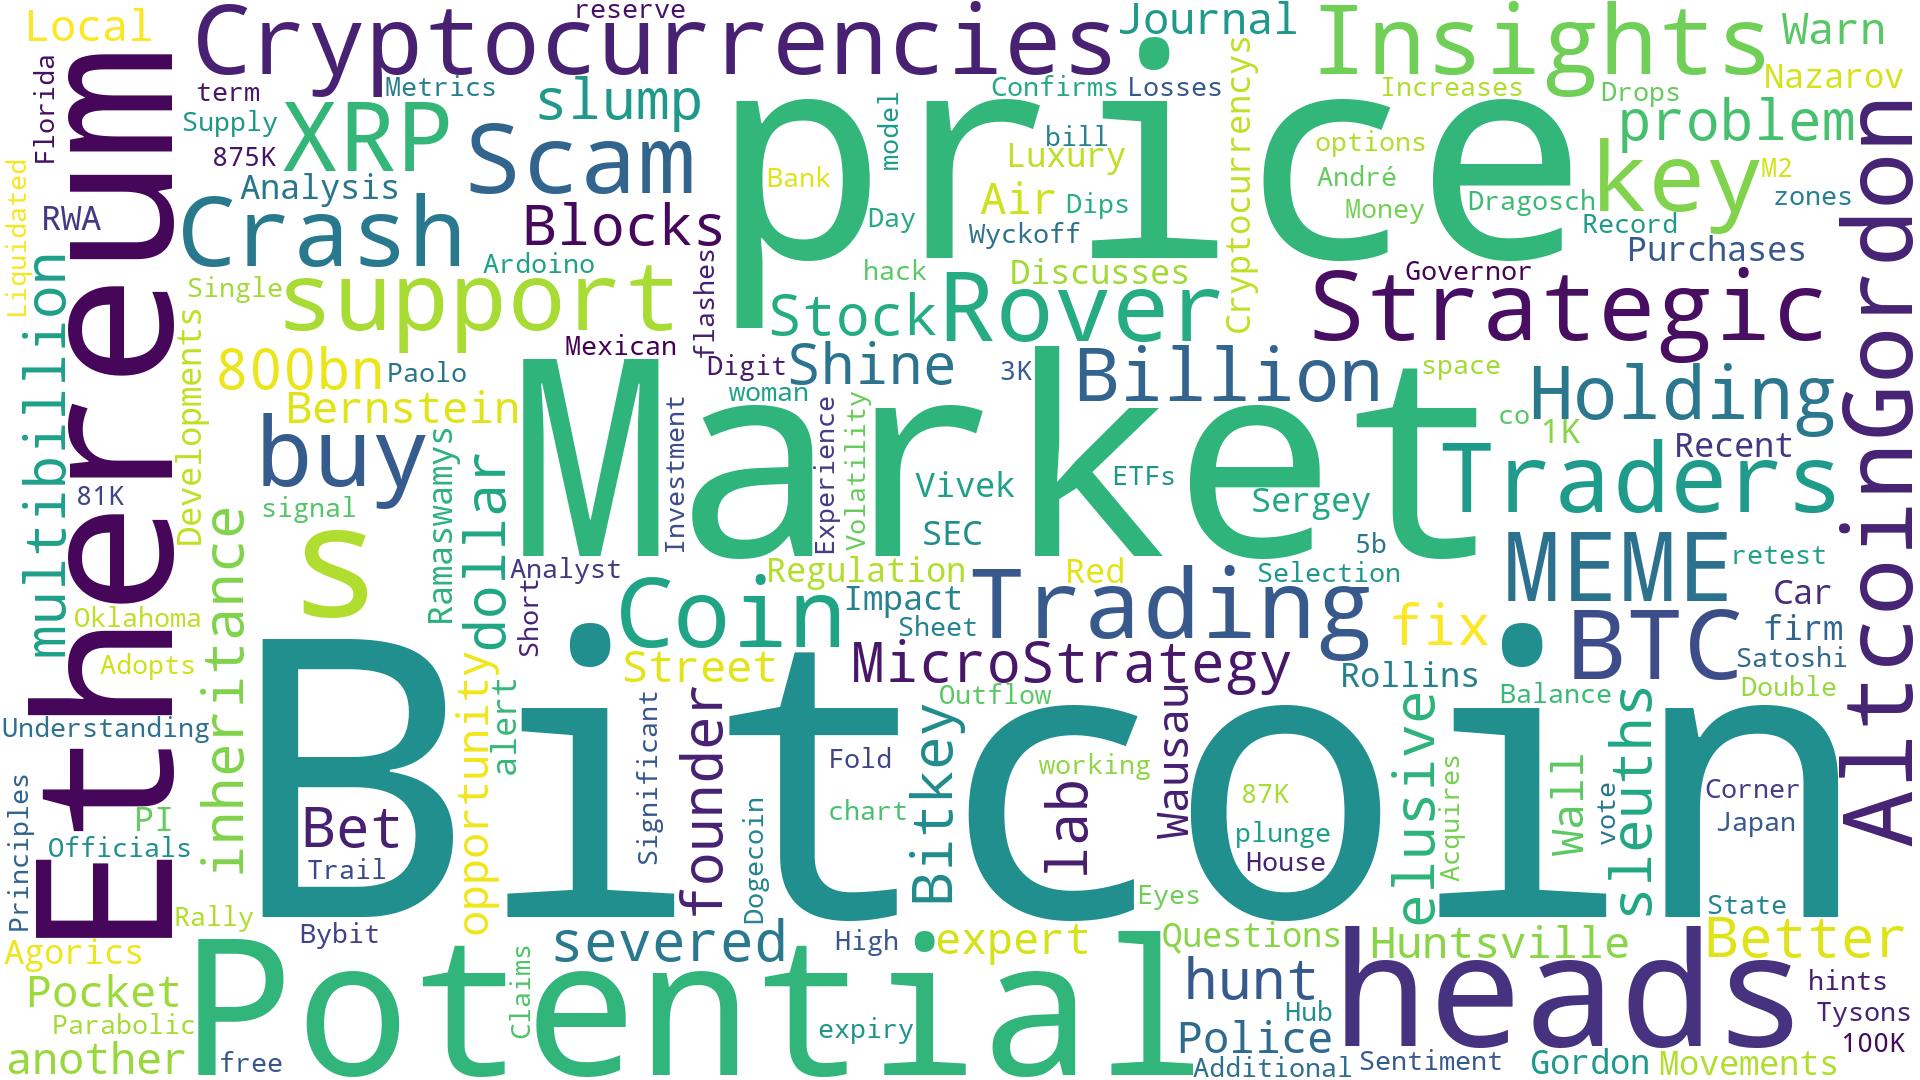 reserve
Local
Cryptocurrencies
Journal
Insights
Warn
Florida
term
Metrics
slump
Confirms
Losses
Cryptocurrencys
Increases
Drops
Nazarov
Supply
XRP
Scam
price
model
bill
options
problem
875K
Luxury
key
M2
Analysis
Bank
Air
Dips
André
Money
Dragosch
Record
zones
Liquidated
RWA
Crash
Blocks
Day
Wyckoff
Purchases
AltcoinGordon
Ethereum
multibillion
Ardoino
flashes
hack
Discusses
Governor
Strategic
Single
support
Stock
Rover
Developments
Mexican
800bn
Paolo
Digit
Shine
3K
Billion
space
Holding
Bernstein
woman
Market
co
1K
Recent
buy
Ramaswamys
dollar
Investment
Experience
Volatility
Vivek
ETFs
Sergey
Traders
81K
signal
s
SEC
5b
MEME
retest
inheritance
Analyst
Short
Regulation
Red
Selection
Car
Oklahoma
Coin
Impact
Trading
fix
BTC
firm
Sheet
Adopts
opportunity
alert
Street
MicroStrategy
Rollins
Satoshi
Outflow
Balance
Double
Understanding
Bitcoin
Significant
founder
Bitkey
Wausau
elusive
sleuths
Fold
working
Wall
Acquires
vote
Principles
PI
Bet
Dogecoin
chart
lab
87K
Corner
Officials
plunge
Japan
Trail
House
Eyes
State
Rally
Bybit
severed
High
expert
Questions
Huntsville
Better
Agorics
Potential
Claims
hunt
heads
hints
Pocket
Hub
Tysons
Parabolic
expiry
Police
100K
another
free
Additional
Sentiment
Gordon
Movements